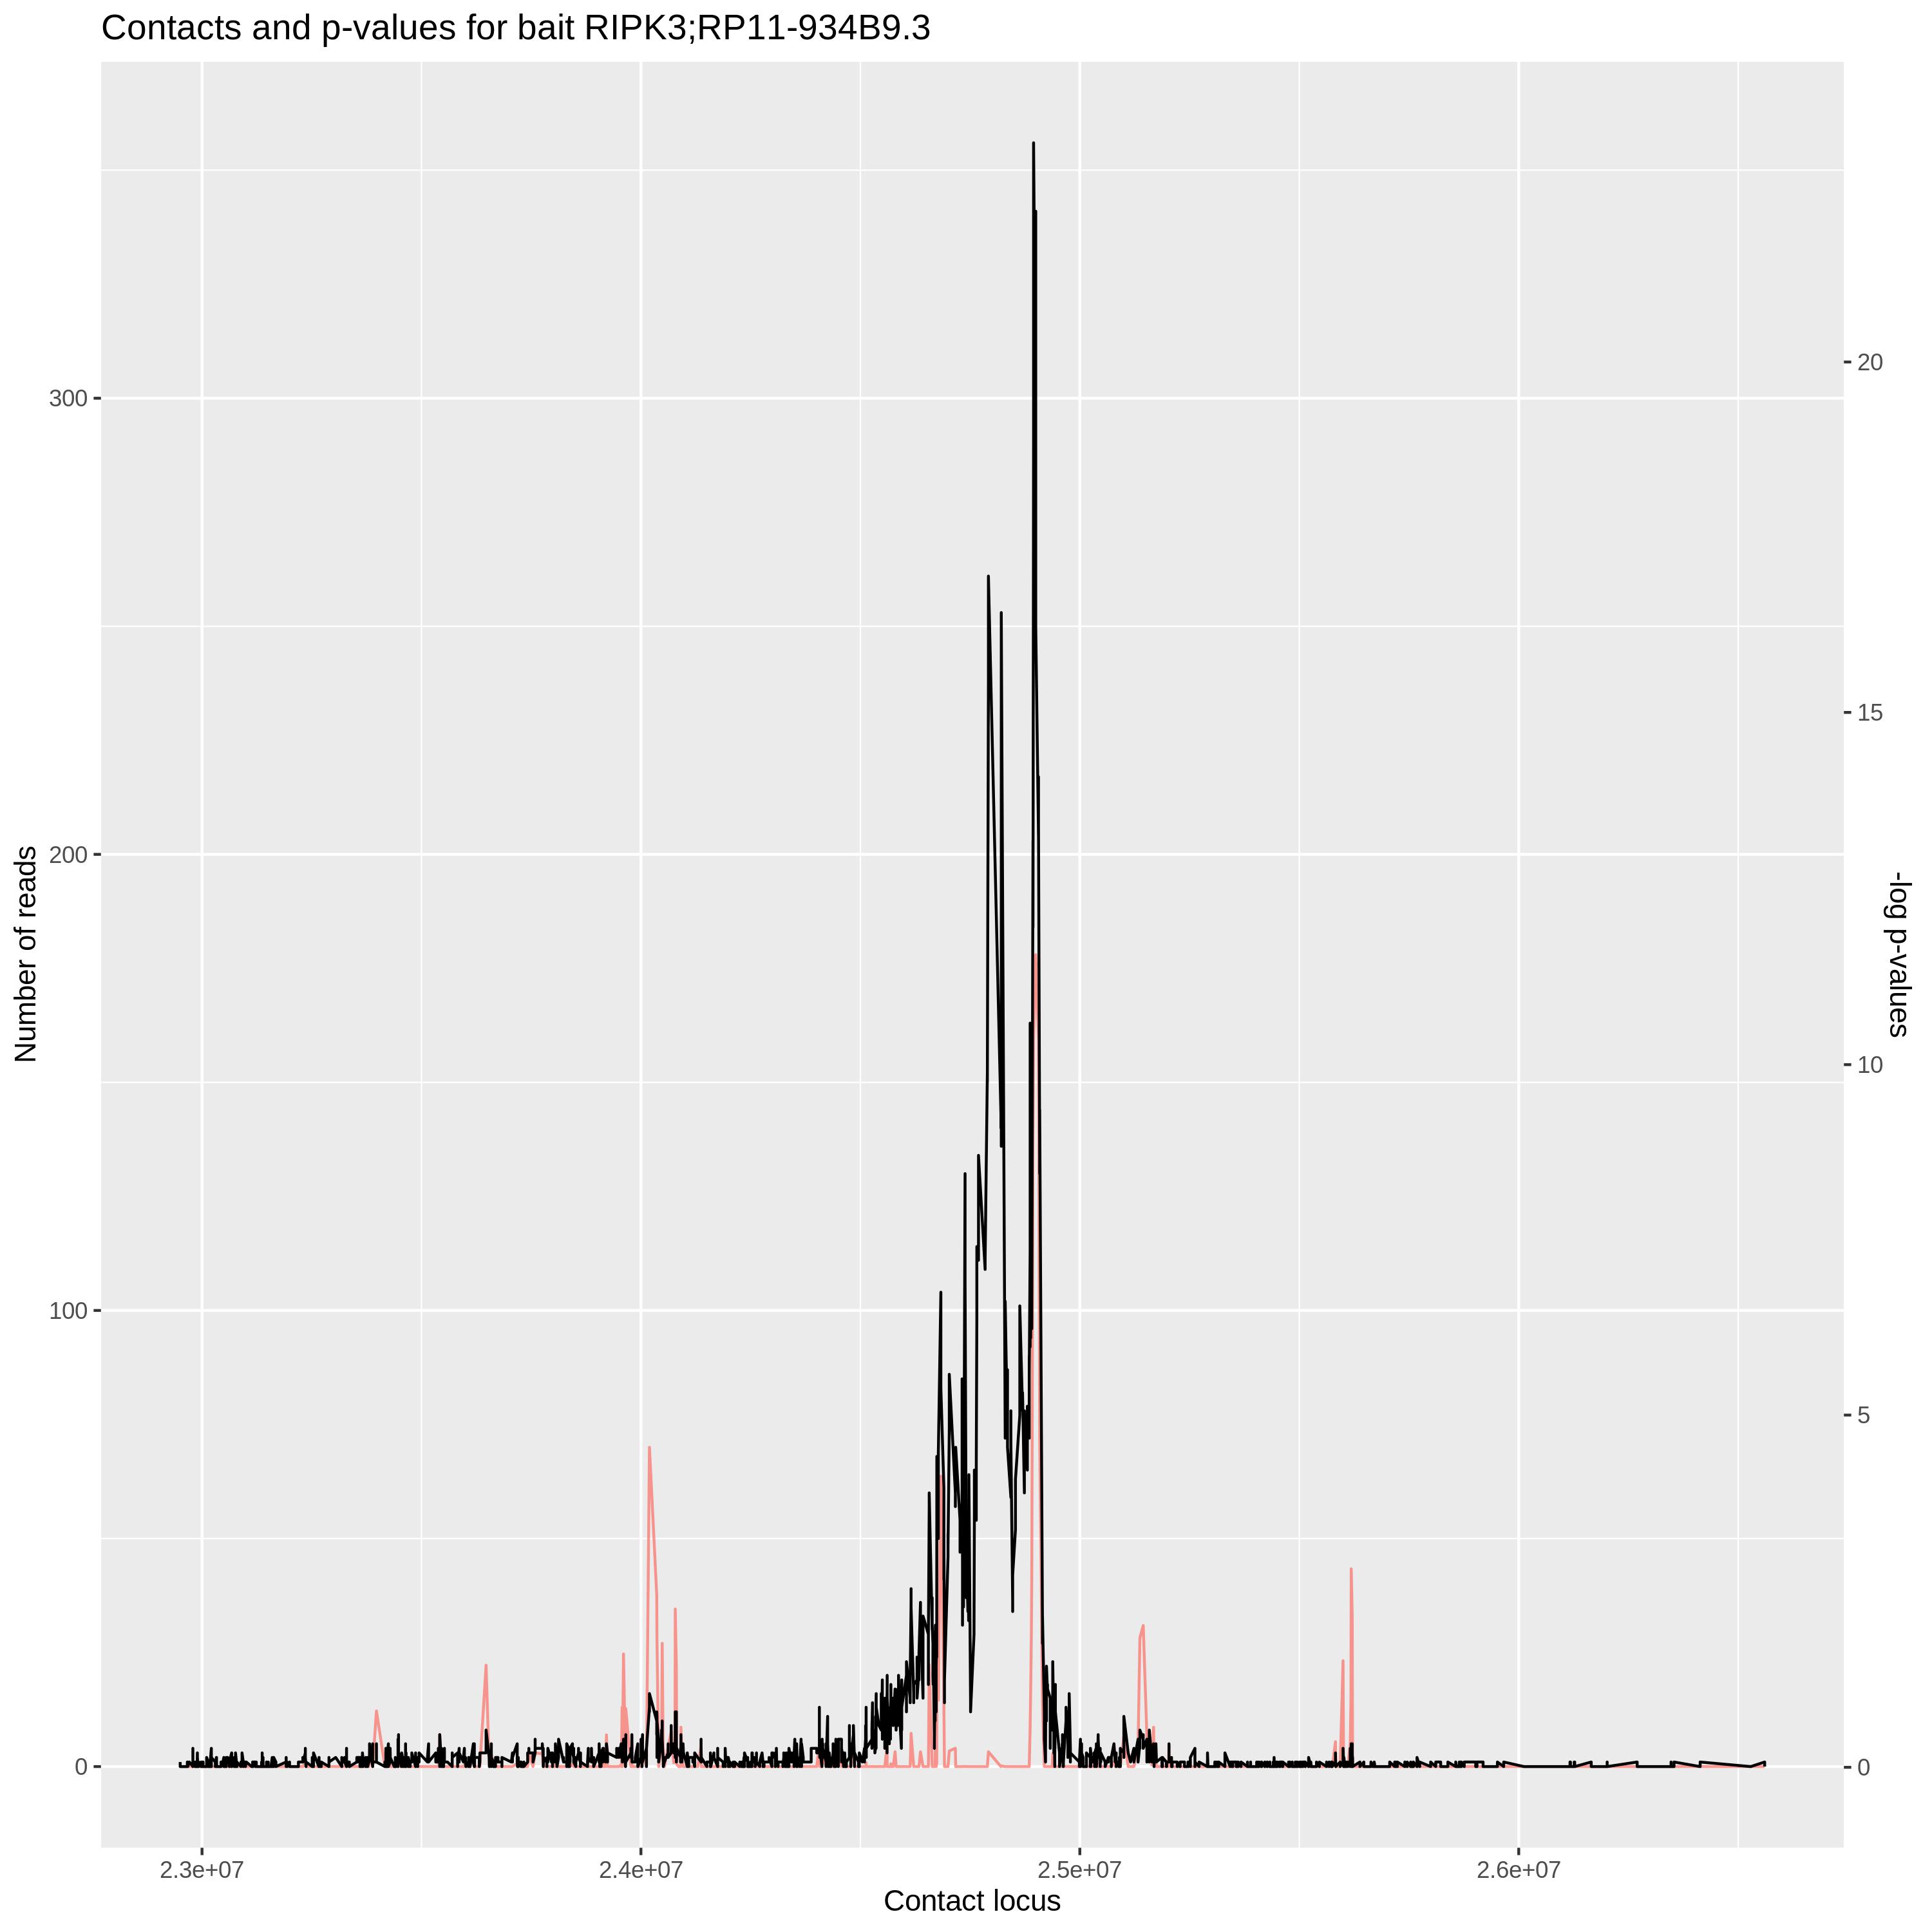 Contacts and p-values for bait RIPK3;RP11-934B9.3
Number of reads
300
200
100
0
20
15
10
5
0
-log p-values
2.3e+07
2.4e+07
2.5e+07
2.6e+07
Contact locus